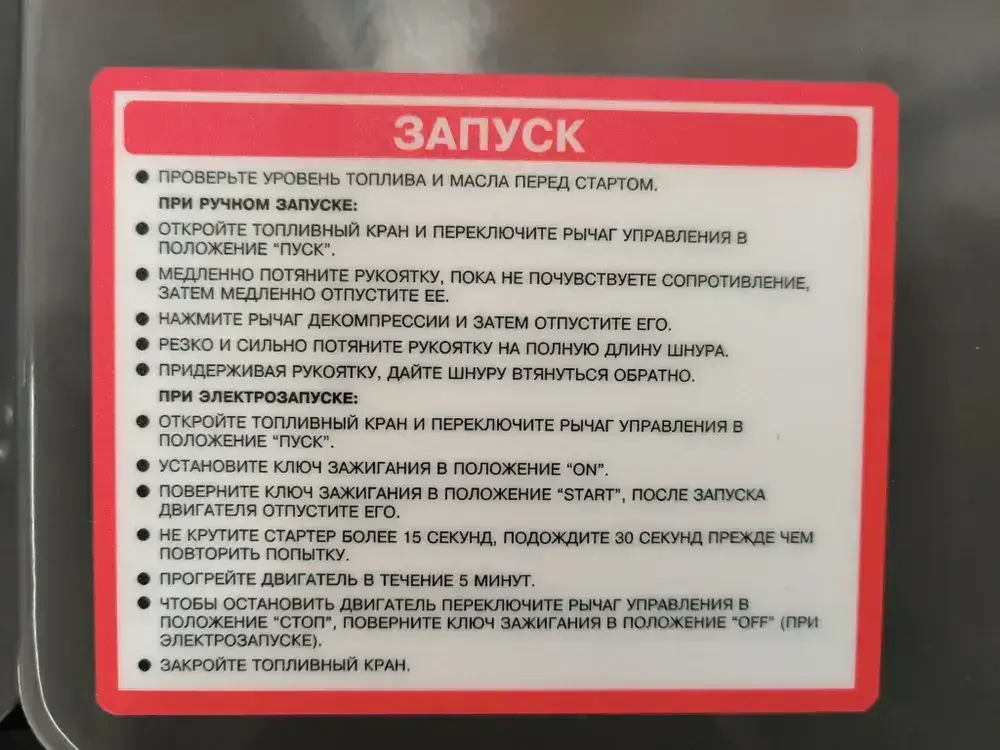 ЗАПУСК
● ПРОВЕРЬТЕ УРОВЕНЬ ТОПЛИВА И МАСЛА ПЕРЕД СТАРТОМ.
ПРИ РУЧНОМ ЗАПУСКЕ:
● ОТКРОЙТЕ ТОПЛИВНЫЙ КРАН И ПЕРЕКЛЮЧИТЕ РЫЧАГ УПРАВЛЕНИЯ В
ПОЛОЖЕНИЕ “ПУСК”.
● МЕДЛЕННО ПОТЯНИТЕ РУКОЯТКУ, ПОКА НЕ ПОЧУВСТВУЕТЕ СОПРОТИВЛЕНИЕ,
ЗАТЕМ МЕДЛЕННО ОТПУСТИТЕ ЕЕ.
● НАЖМИТЕ РЫЧАГ ДЕКОМПРЕССИИ И ЗАТЕМ ОТПУСТИТЕ ЕГО.
● РЕЗКО И СИЛЬНО ПОТЯНИТЕ РУКОЯТКУ НА ПОЛНУЮ ДЛИНУ ШНУРА.
● ПРИДЕРЖИВАЯ РУКОЯТКУ, ДАЙТЕ ШНУРУ ВТЯНУТЬСЯ ОБРАТНО.
ПРИ ЭЛЕКТРОЗАПУСКЕ:
● ОТКРОЙТЕ ТОПЛИВНЫЙ КРАН И ПЕРЕКЛЮЧИТЕ РЫЧАГ УПРАВЛЕНИЯ В
ПОЛОЖЕНИЕ “ПУСК”.
● УСТАНОВИТЕ КЛЮЧ ЗАЖИГАНИЯ В ПОЛОЖЕНИЕ “ON”.
● ПОВЕРНИТЕ КЛЮЧ ЗАЖИГАНИЯ В ПОЛОЖЕНИЕ “START”, ПОСЛЕ ЗАПУСКА
ДВИГАТЕЛЯ ОТПУСТИТЕ ЕГО.
● НЕ КРУТИТЕ СТАРТЕР БОЛЕЕ 15 СЕКУНД, ПОДОЖДИТЕ 30 СЕКУНД ПРЕЖДЕ ЧЕМ
ПОВТОРИТЬ ПОПЫТКУ.
● ПРОГРЕЙТЕ ДВИГАТЕЛЬ В ТЕЧЕНИЕ 5 МИНУТ.
● ЧТОБЫ ОСТАНОВИТЬ ДВИГАТЕЛЬ ПЕРЕКЛЮЧИТЕ РЫЧАГ УПРАВЛЕНИЯ В
ПОЛОЖЕНИЕ “СТОП”, ПОВЕРНИТЕ КЛЮЧ ЗАЖИГАНИЯ В ПОЛОЖЕНИЕ “OFF” (ПРИ
ЭЛЕКТРОЗАПУСКЕ).
● ЗАКРОЙТЕ ТОПЛИВНЫЙ КРАН.